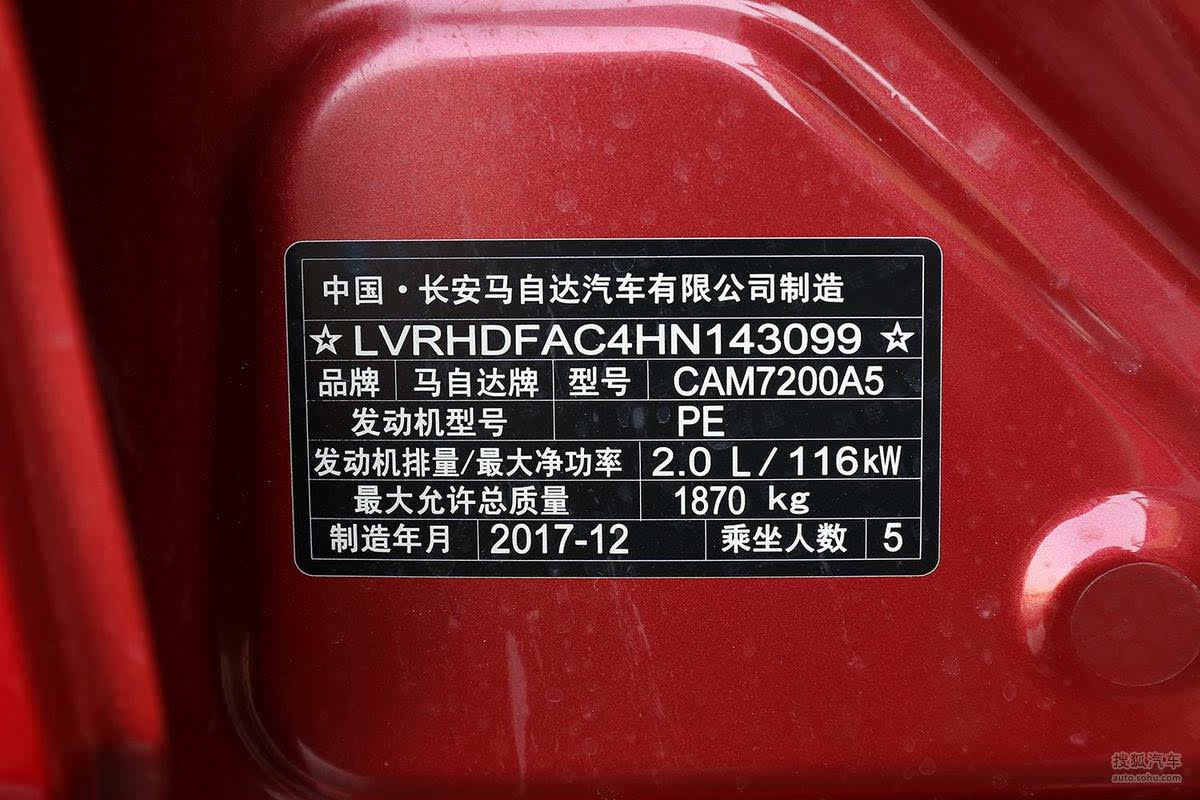 中国·长安马自达汽车有限公司制造
☆LVRHDFAC4HN143099☆
品牌 马自达牌 型号 CAM7200A5
发动机型号 PE
发动机排量/最大净功率 2.0 L/116kW
最大允许总质量 1870 kg
制造年月 2017-12 乘坐人数 5
搜狐汽车
auto.sohu.com